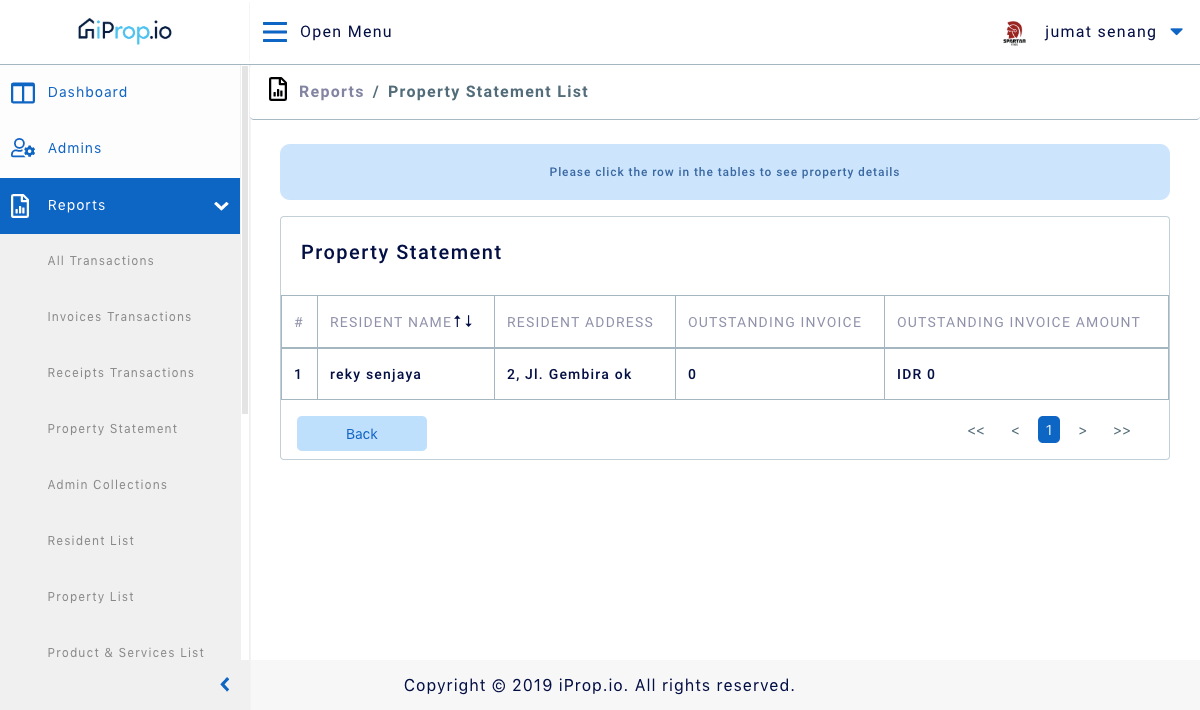 iProp.io
Open Menu
SPARTAN
jumat senang
Dashboard
Admins
Reports
All Transactions
Invoices Transactions
Receipts Transactions
Property Statement
Admin Collections
Resident List
Property List
Product & Services List
Reports / Property Statement List
Please click the row in the tables to see property details
Property Statement
# RESIDENT NAME↑↓ RESIDENT ADDRESS OUTSTANDING INVOICE OUTSTANDING INVOICE AMOUNT
1 reky senjaya 2, Jl. Gembira ok 0 IDR 0
Back
<< < 1 > >>
Copyright © 2019 iProp.io. All rights reserved.